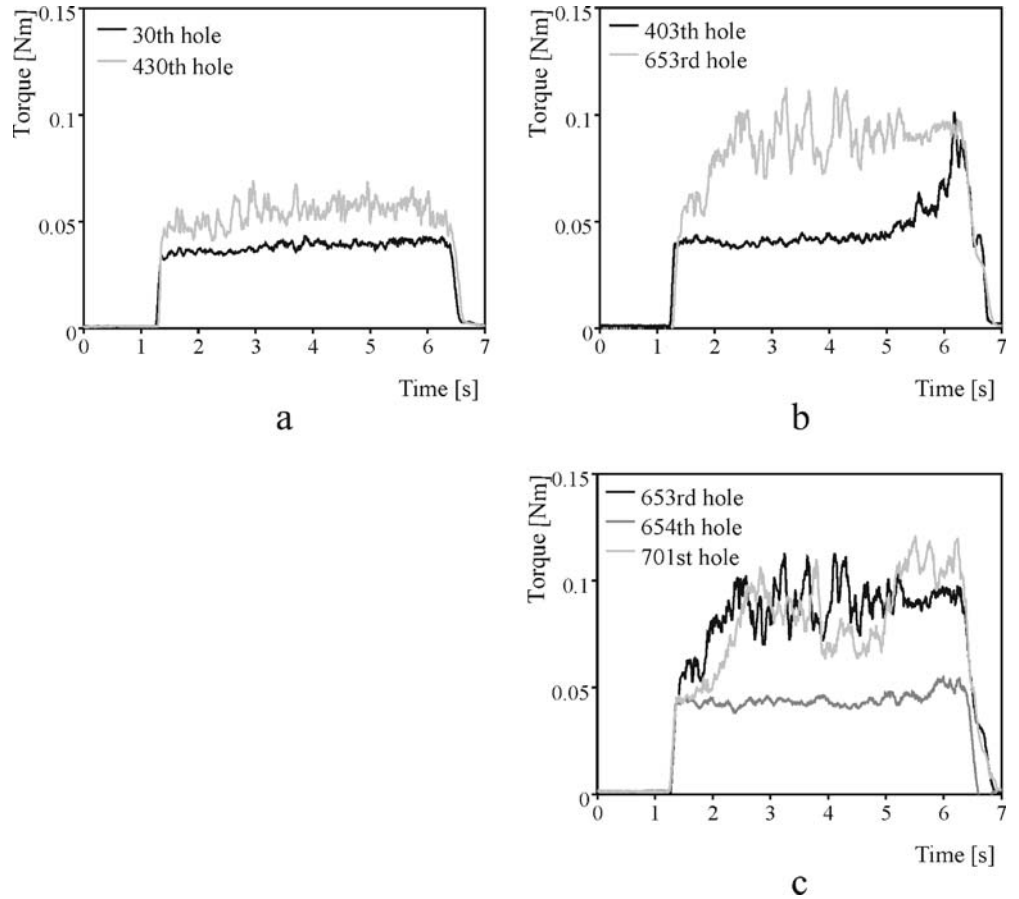 0.15
Torque [Nm]
30th hole
430th hole
0.1
0.05
0
0 1 2 3 4 5 6 7
Time [s]
a
0.15
Torque [Nm]
403th hole
653rd hole
0.1
0.05
0
0 1 2 3 4 5 6 7
Time [s]
b
0.15
Torque [Nm]
653rd hole
654th hole
701st hole
0.1
0.05
0
0 1 2 3 4 5 6 7
Time [s]
c